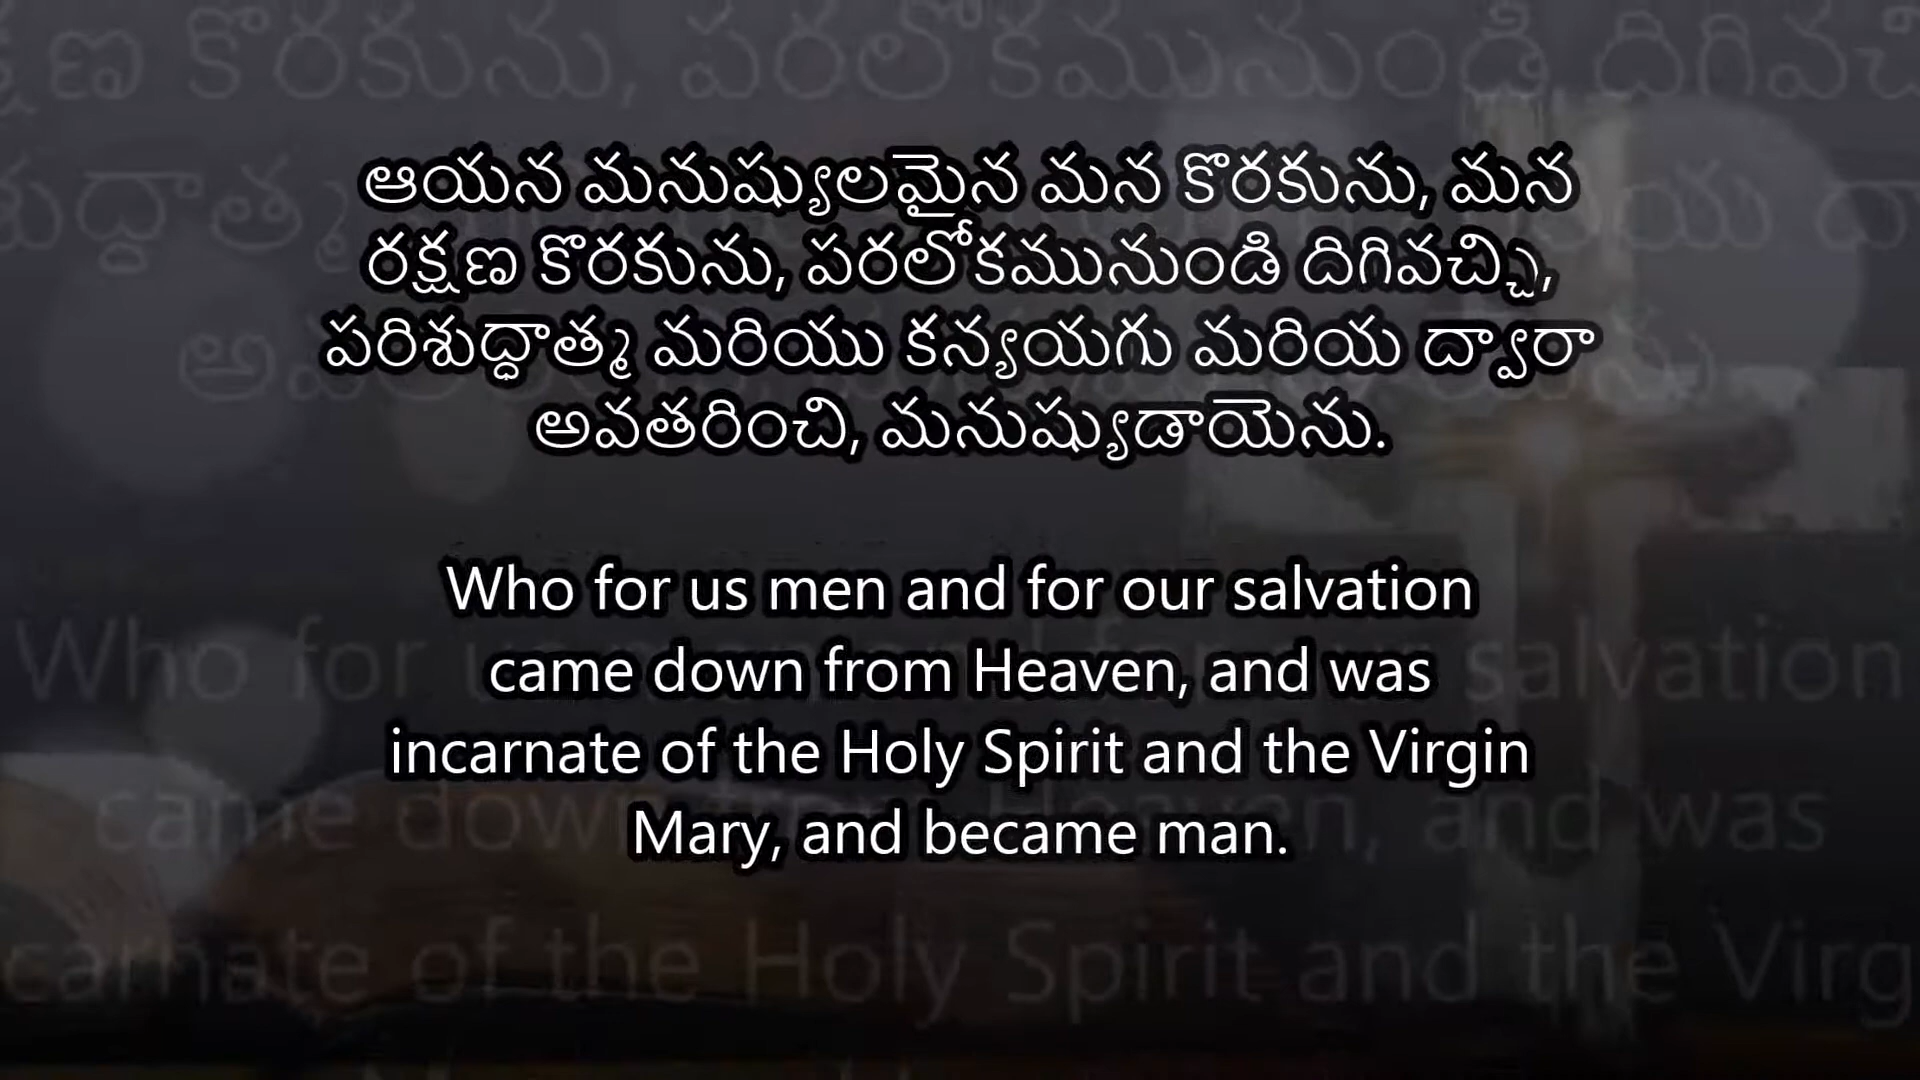 ఆయన మనుష్యులమైన మన కొరకును, మన
రక్షణ కొరకును, పరలోకమునుండి దిగివచ్చి,
పరిశుద్ధాత్మ మరియు కన్యయగు మరియ ద్వారా
అవతరించి, మనుష్యుడాయెను.
Who for us men and for our salvation
came down from Heaven, and was
incarnate of the Holy Spirit and the Virgin
Mary, and became man.